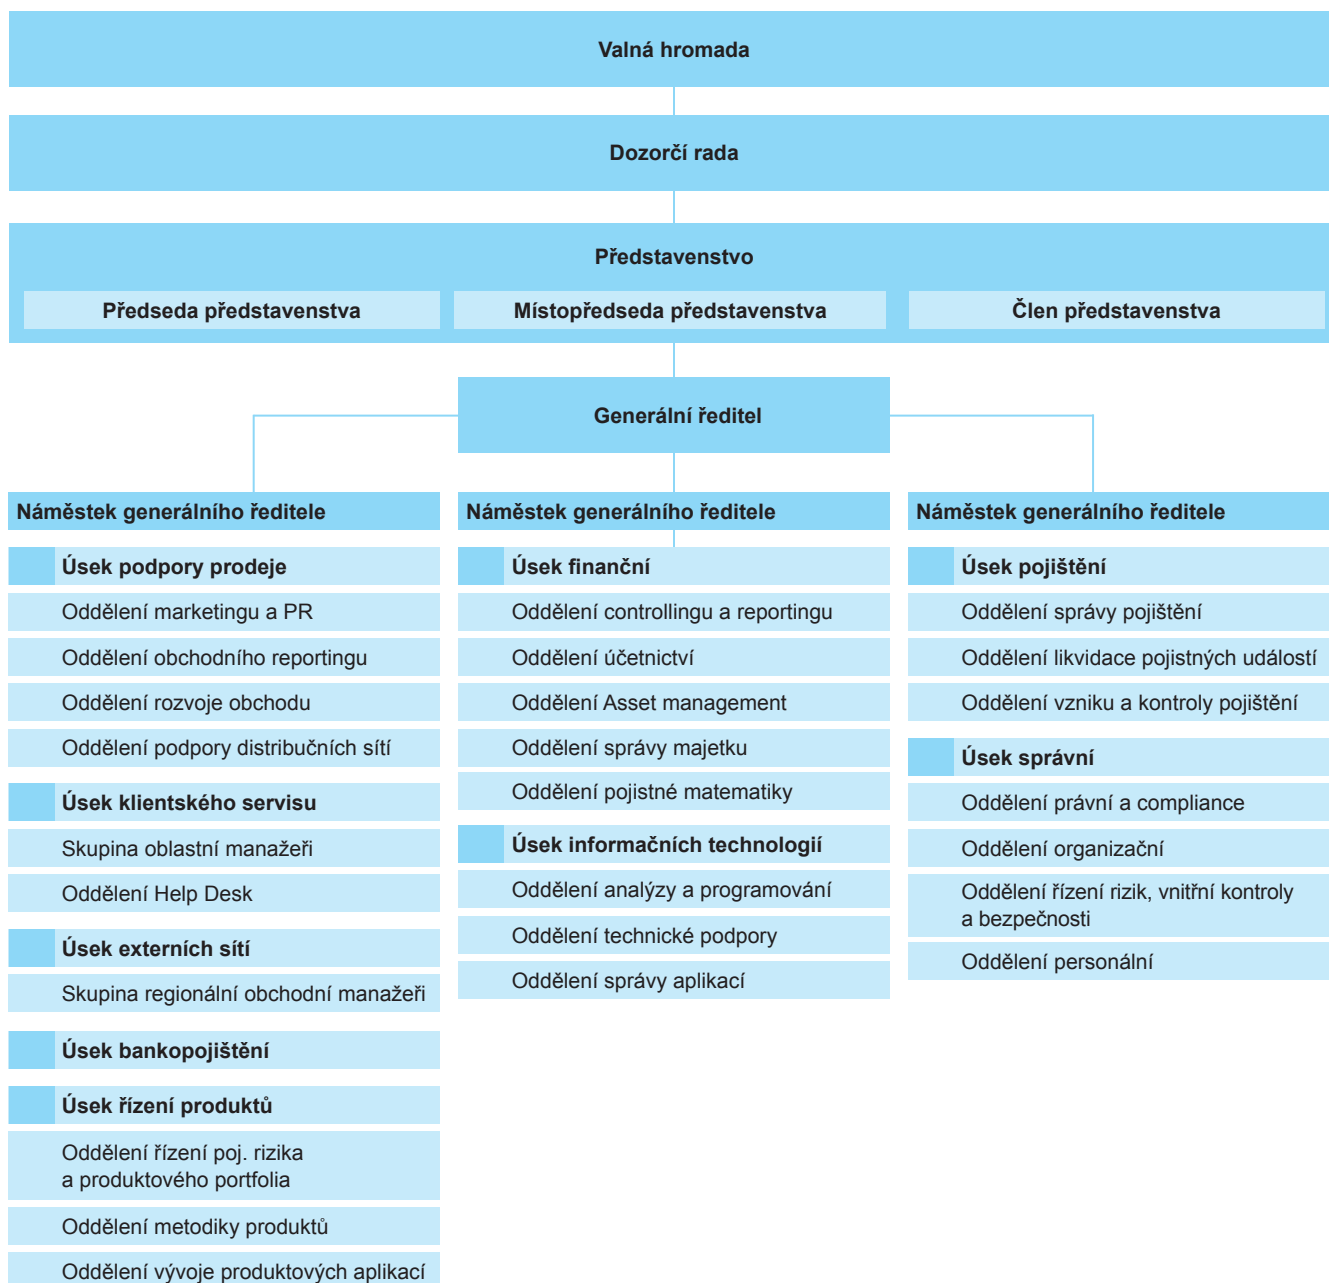 Valná hromada
Dozorčí rada
Představenstvo
Předseda představenstva
Místopředseda představenstva
Člen představenstva
Generální ředitel
Náměstek generálního ředitele
Úsek podpory prodeje
Oddělení marketingu a PR
Oddělení obchodního reportingu
Oddělení rozvoje obchodu
Oddělení podpory distribučních sítí
Úsek klientského servisu
Skupina oblastní manažeři
Oddělení Help Desk
Úsek externích sítí
Skupina regionální obchodní manažeři
Úsek bankopojištění
Úsek řízení produktů
Oddělení řízení poj. rizika
a produktového portfolia
Oddělení metodiky produktů
Oddělení vývoje produktových aplikací
Náměstek generálního ředitele
Úsek finanční
Oddělení controllingu a reportingu
Oddělení účetnictví
Oddělení Asset management
Oddělení správy majetku
Oddělení pojistné matematiky
Úsek informačních technologií
Oddělení analýzy a programování
Oddělení technické podpory
Oddělení správy aplikací
Náměstek generálního ředitele
Úsek pojištění
Oddělení správy pojištění
Oddělení likvidace pojistných událostí
Oddělení vzniku a kontroly pojištění
Úsek správní
Oddělení právní a compliance
Oddělení organizační
Oddělení řízení rizik, vnitřní kontroly
a bezpečnosti
Oddělení personální